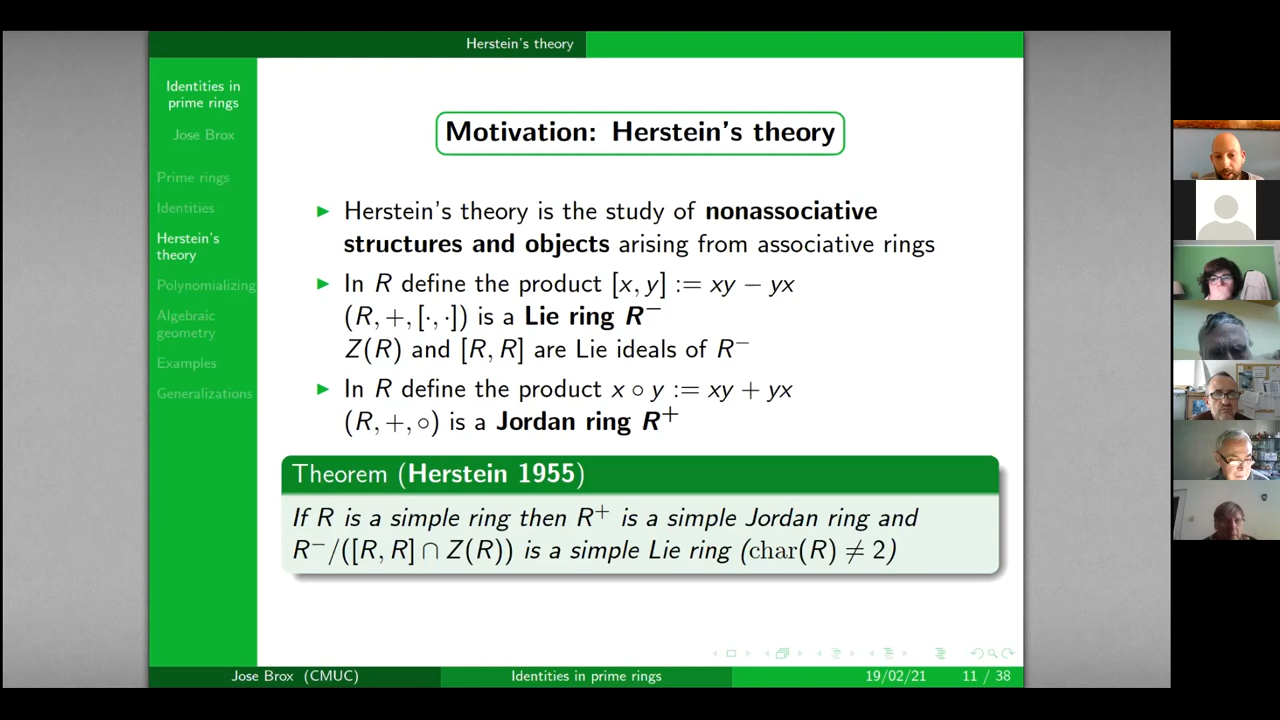 Herstein's theory
Identities in
prime rings
Jose Brox
Prime rings
Identities
Herstein's
theory
Polynomializing
Algebraic
geometry
Examples
Generalizations
Motivation: Herstein's theory
▶ Herstein's theory is the study of nonassociative
structures and objects arising from associative rings
▶ In R define the product [x, y] := xy − yx
(R, +, [·, ·]) is a Lie ring R⁻
Z(R) and [R, R] are Lie ideals of R⁻
▶ In R define the product x ∘ y := xy + yx
(R, +, ∘) is a Jordan ring R⁺
Theorem (Herstein 1955)
If R is a simple ring then R⁺ is a simple Jordan ring and
R⁻/([R, R] ∩ Z(R)) is a simple Lie ring (char(R) ≠ 2)
Jose Brox (CMUC)
Identities in prime rings
19/02/21
11 / 38